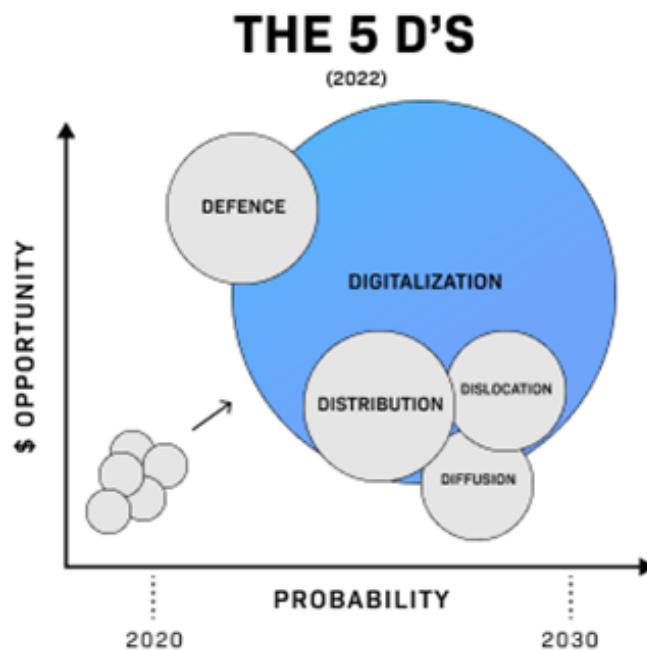 THE 5 D'S
(2022)
DEFENCE
DIGITALIZATION
$ OPPORTUNITY
DISLOCATION
DISTRIBUTION
DIFFUSION
PROBABILITY
2020
2030